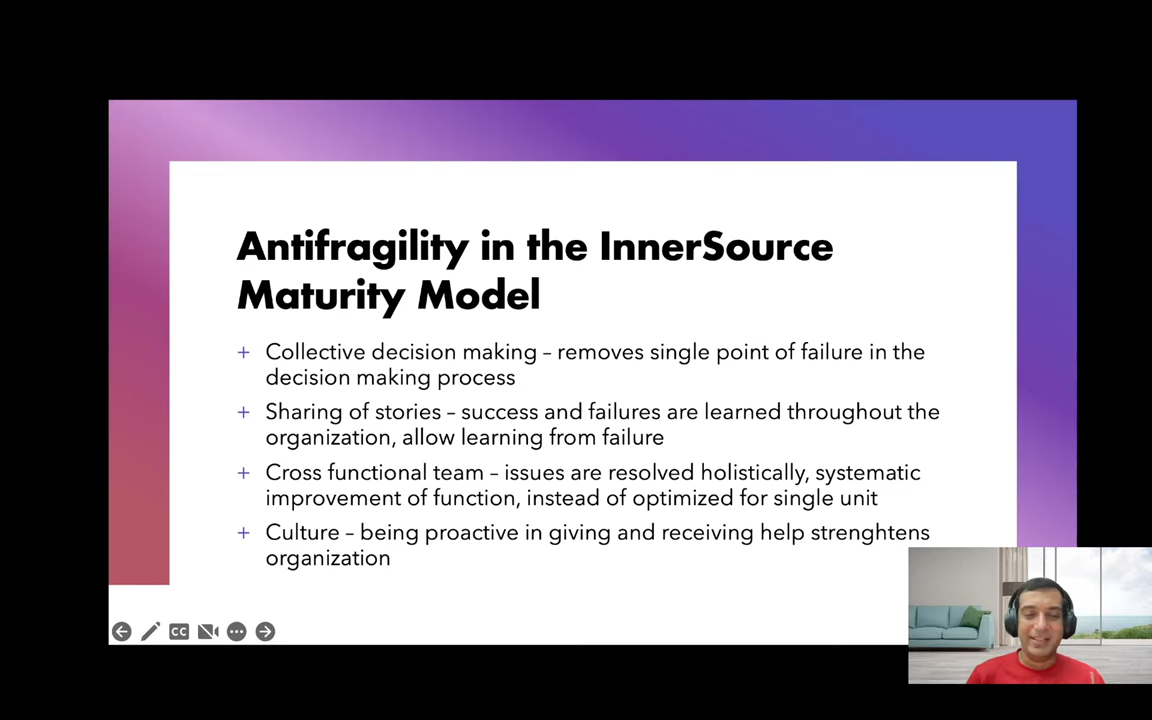 Antifragility in the InnerSource
Maturity Model
+ Collective decision making – removes single point of failure in the
decision making process
+ Sharing of stories – success and failures are learned throughout the
organization, allow learning from failure
+ Cross functional team – issues are resolved holistically, systematic
improvement of function, instead of optimized for single unit
+ Culture – being proactive in giving and receiving help strenghtens
organization
CC